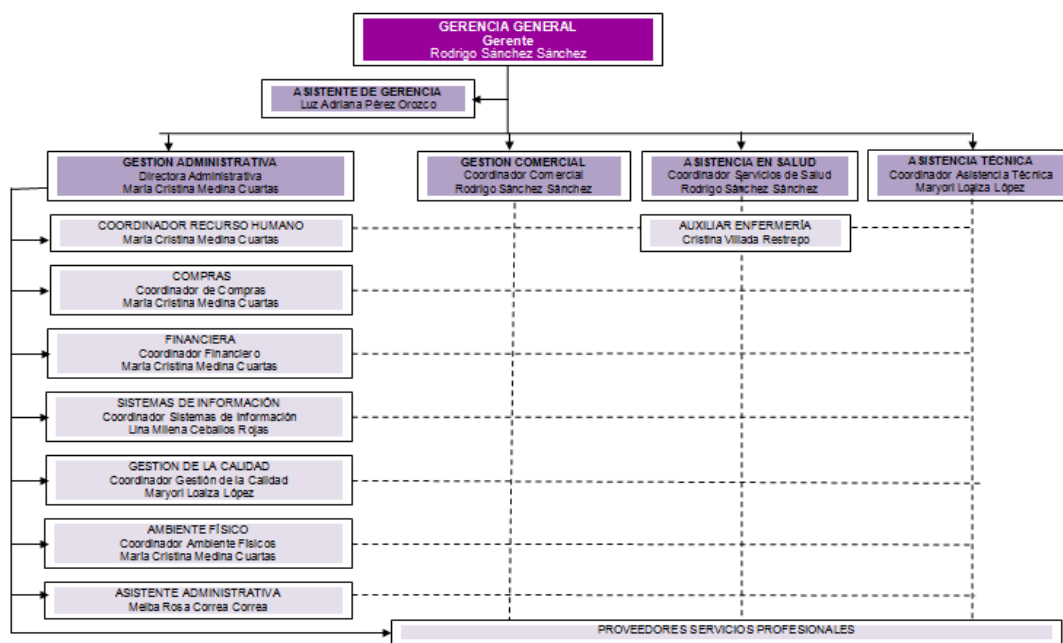 GERENCIA GENERAL
Gerente
Rodrigo Sánchez Sánchez
ASISTENTE DE GERENCIA
Luz Adriana Pérez Orozco
GESTION ADMINISTRATIVA
Directora Administrativa
María Cristina Medina Cuartas
GESTION COMERCIAL
Coordinador Comercial
Rodrigo Sánchez Sánchez
ASISTENCIA EN SALUD
Coordinador Servicios de Salud
Rodrigo Sánchez Sánchez
ASISTENCIA TÉCNICA
Coordinador Asistencia Técnica
Maryori Loaiza López
COORDINADOR RECURSO HUMANO
María Cristina Medina Cuartas
AUXILIAR ENFERMERÍA
Cristina Villada Restrepo
COMPRAS
Coordinador de Compras
María Cristina Medina Cuartas
FINANCIERA
Coordinador Financiero
María Cristina Medina Cuartas
SISTEMAS DE INFORMACIÓN
Coordinador Sistemas de Información
Lina Milena Ceballos Rojas
GESTION DE LA CALIDAD
Coordinador Gestión de la Calidad
Maryori Loaiza López
AMBIENTE FÍSICO
Coordinador Ambiente Físicos
María Cristina Medina Cuartas
ASISTENTE ADMINISTRATIVA
Melba Rosa Correa Correa
PROVEEDORES SERVICIOS PROFESIONALES